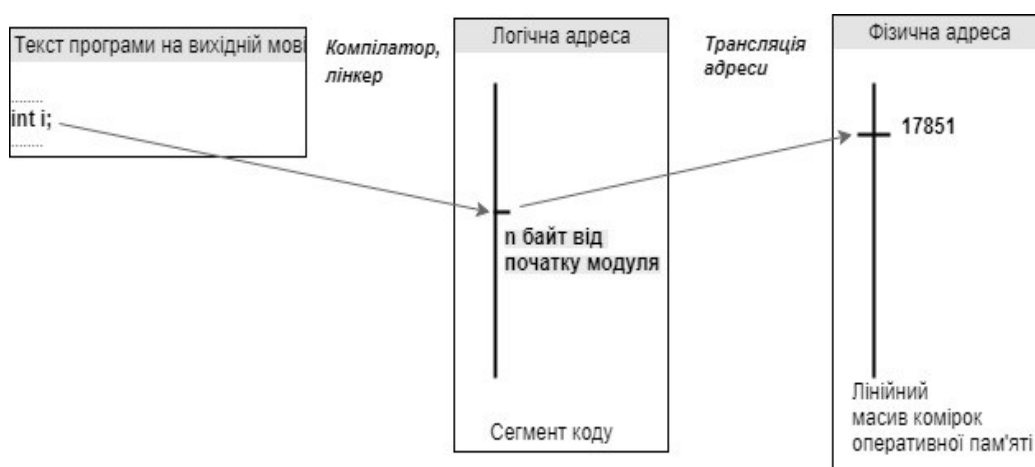 Текст програми на вихідній мові
int i;
Компілатор,
лінкер
Логічна адреса
n байт від
початку модуля
Сегмент коду
Трансляція
адреси
Фізична адреса
17851
Лінійний
масив комірок
оперативної пам'яті